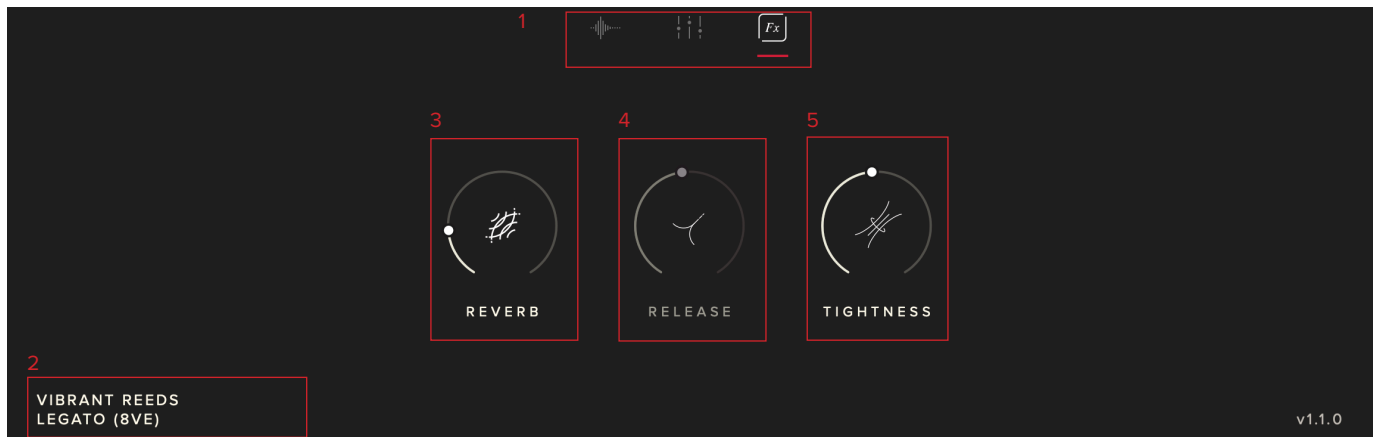 1
Fx
3
4
5
REVERB
RELEASE
TIGHTNESS
2
VIBRANT REEDS
LEGATO (8VE)
v1.1.0